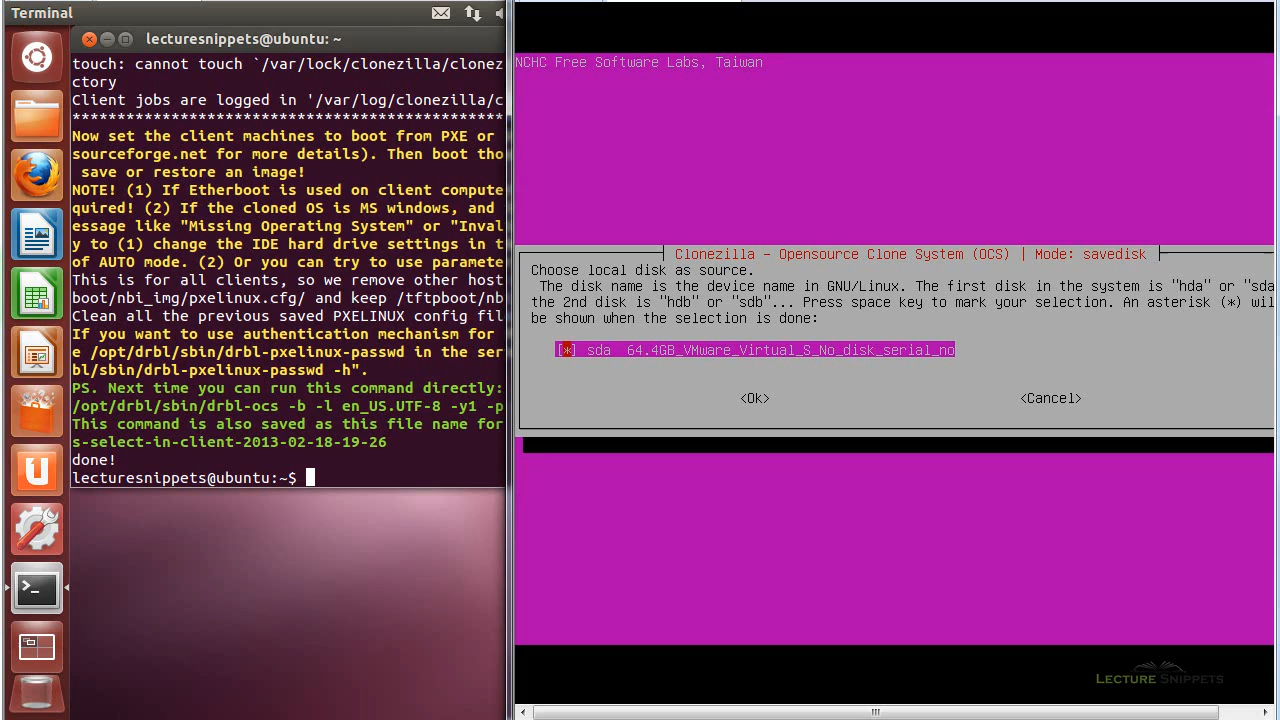 Terminal
lecturesnippets@ubuntu: ~
touch: cannot touch `/var/lock/clonezilla/clonez
ctory
Client jobs are logged in '/var/log/clonezilla/c
************************************************
Now set the client machines to boot from PXE or
sourceforge.net for more details). Then boot tho
save or restore an image!
NOTE! (1) If Etherboot is used on client compute
quired! (2) If the cloned OS is MS windows, and
essage like "Missing Operating System" or "Inval
y to (1) change the IDE hard drive settings in t
of AUTO mode. (2) Or you can try to use paramete
This is for all clients, so we remove other host
boot/nbi_img/pxelinux.cfg/ and keep /tftpboot/nb
Clean all the previous saved PXELINUX config fil
If you want to use authentication mechanism for
e /opt/drbl/sbin/drbl-pxelinux-passwd in the ser
bl/sbin/drbl-pxelinux-passwd -h".
PS. Next time you can run this command directly:
/opt/drbl/sbin/drbl-ocs -b -l en_US.UTF-8 -y1 -p
This command is also saved as this file name for
s-select-in-client-2013-02-18-19-26
done!
lecturesnippets@ubuntu:~$
NCHC Free Software Labs, Taiwan
Clonezilla - Opensource Clone System (OCS) | Mode: savedisk
Choose local disk as source.
The disk name is the device name in GNU/Linux. The first disk in the system is "hda" or "sda
the 2nd disk is "hdb" or "sdb"... Press space key to mark your selection. An asterisk (*) wil
be shown when the selection is done:
[*] sda 64.4GB_VMware_Virtual_S_No_disk_serial_no
<Ok> <Cancel>
LECTURE SNIPPETS